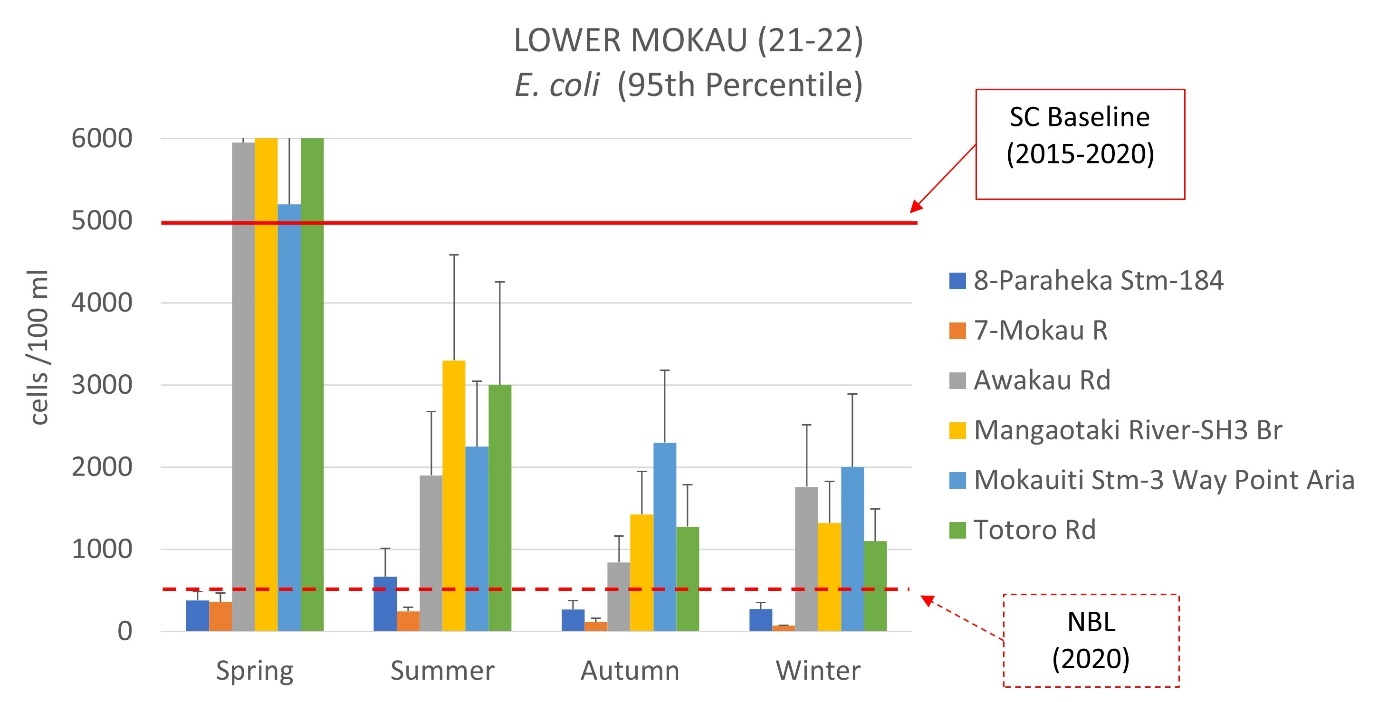 LOWER MOKAU (21-22)
E. coli (95th Percentile)
SC Baseline
(2015-2020)
6000
5000
4000
3000
2000
1000
0
cells /100 ml
8-Paraheka Stm-184
7-Mokau R
Awakau Rd
Mangaotaki River-SH3 Br
Mokauiti Stm-3 Way Point Aria
Totoro Rd
NBL
(2020)
Spring
Summer
Autumn
Winter